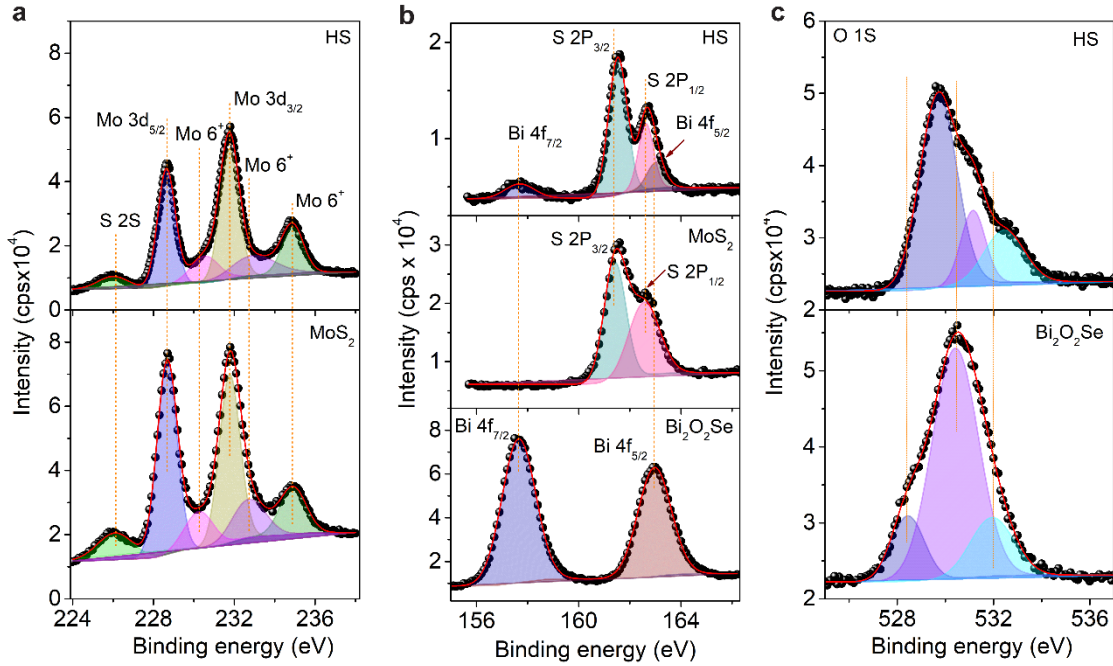 a
HS
Mo 3d3/2
Mo 3d5/2
Mo 6+
Mo 6+
Mo 6+
S 2S
8
6
4
2
0
MoS2
8
6
4
2
0
Intensity (cpsx10^4)
224 228 232 236
Binding energy (eV)
b
HS
S 2P3/2
S 2P1/2
Bi 4f5/2
Bi 4f7/2
2
1
MoS2
S 2P3/2
S 2P1/2
3
2
1
Bi2O2Se
Bi 4f7/2
Bi 4f5/2
8
6
4
2
Intensity (cps x 10^4)
156 160 162 164
Binding energy (eV)
c
O 1S
HS
6
5
4
3
2
Bi2O2Se
5
4
3
2
Intensity (cpsx10^4)
528 532 536
Binding energy (eV)